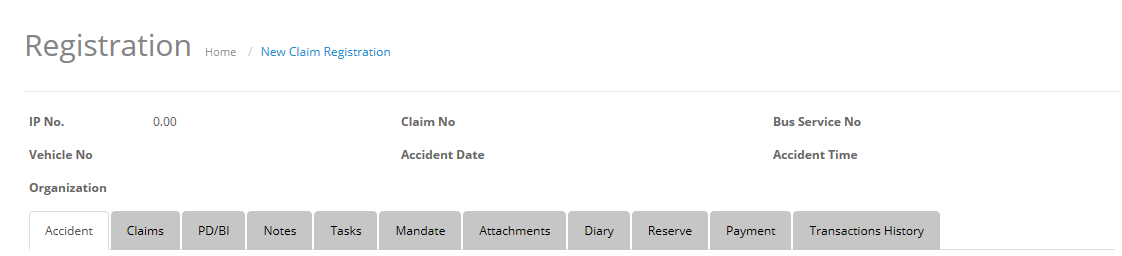 Registration Home / New Claim Registration
IP No. 0.00 Claim No Bus Service No
Vehicle No Accident Date Accident Time
Organization
Accident Claims PD/BI Notes Tasks Mandate Attachments Diary Reserve Payment Transactions History